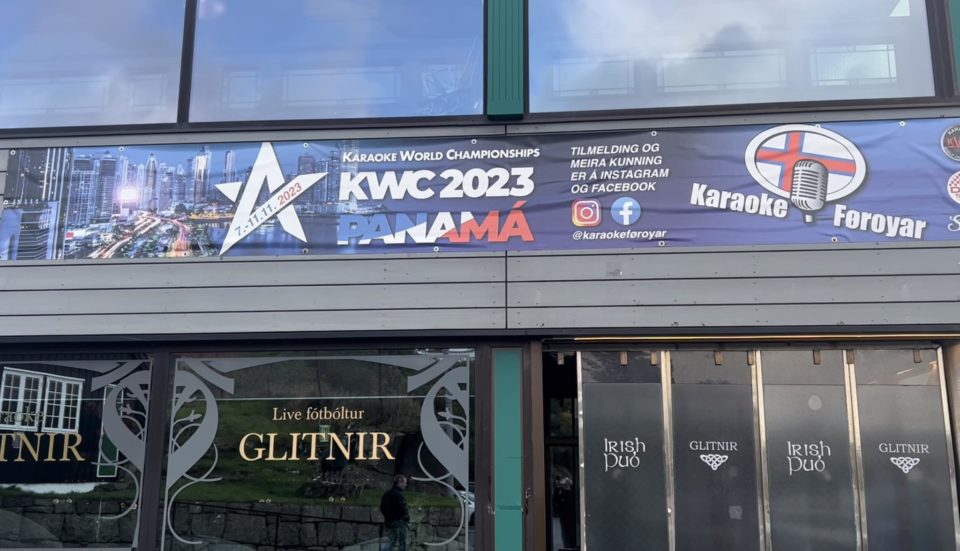 KARAOKE WORLD CHAMPIONSHIPS
KWC 2023
PANAMÁ
7.-11.11.2023
TILMELDING OG
MEIRA KUNNING
ER Á INSTAGRAM
OG FACEBOOK
@karaokeføroyar
Karaoke Føroyar
Live fótbóltur
GLITNIR
IRISH
PUB
GLITNIR
IRISH
PUB
GLITNIR